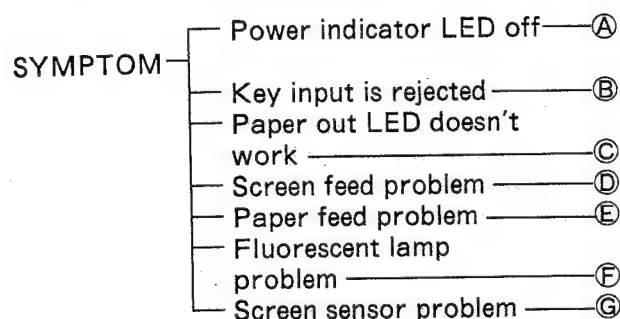 Power indicator LED off Ⓐ
SYMPTOM
Key input is rejected Ⓑ
Paper out LED doesn't
work Ⓒ
Screen feed problem Ⓓ
Paper feed problem Ⓔ
Fluorescent lamp
problem Ⓕ
Screen sensor problem Ⓖ